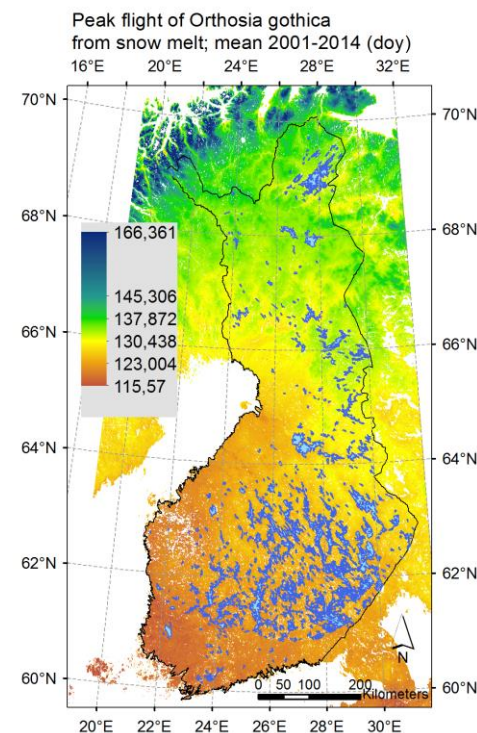 Peak flight of Orthosia gothica
from snow melt; mean 2001-2014 (doy)
16°E 20°E 24°E 28°E 32°E
70°N 70°N
68°N 68°N
166,361
145,306
137,872
130,438
123,004
115,57
66°N 66°N
64°N 64°N
62°N 62°N
60°N 60°N
0 50 100 200
Kilometers
N
20°E 22°E 24°E 26°E 28°E 30°E